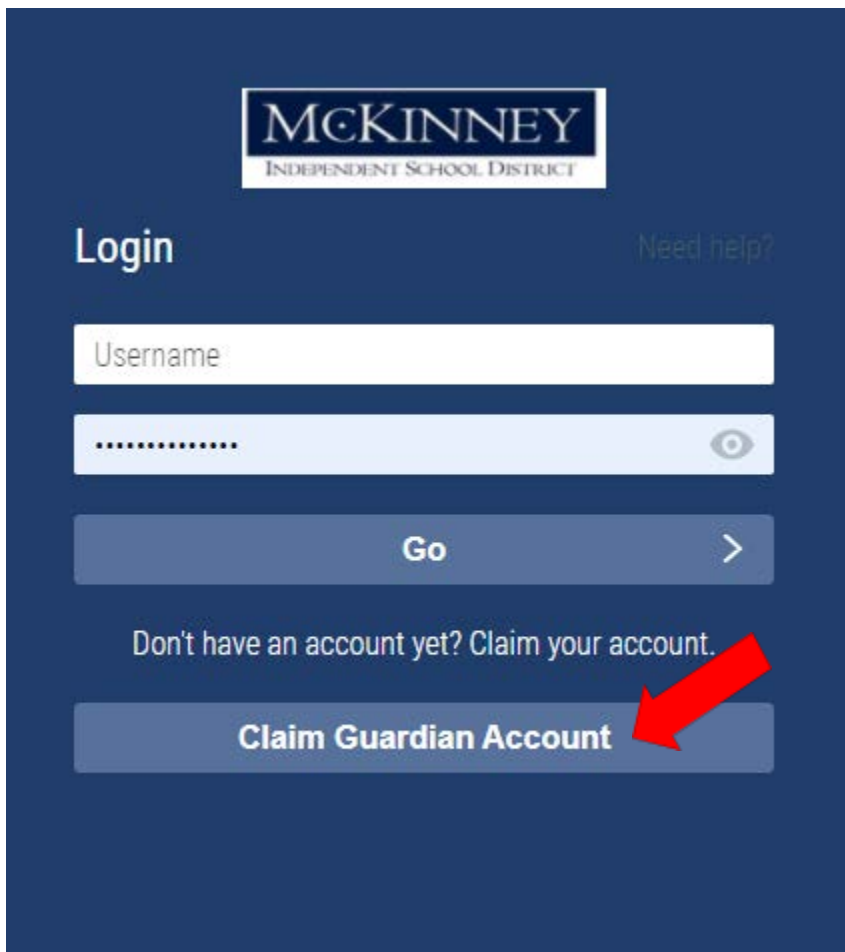 McKinney
Independent School District
Login
Need help?
Username
••••••••••••••
Go
Don't have an account yet? Claim your account.
Claim Guardian Account